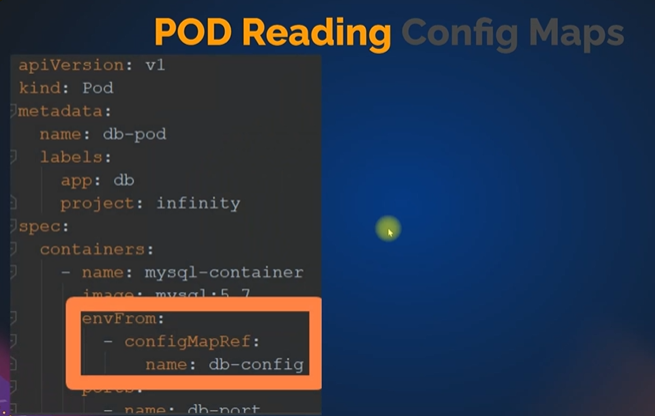 POD Reading Config Maps
apiVersion: v1
kind: Pod
metadata:
  name: db-pod
  labels:
    app: db
    project: infinity
spec:
  containers:
    - name: mysql-container
      image: mysql:5.7
      envFrom:
        - configMapRef:
            name: db-config
      ports:
        - name: db-port